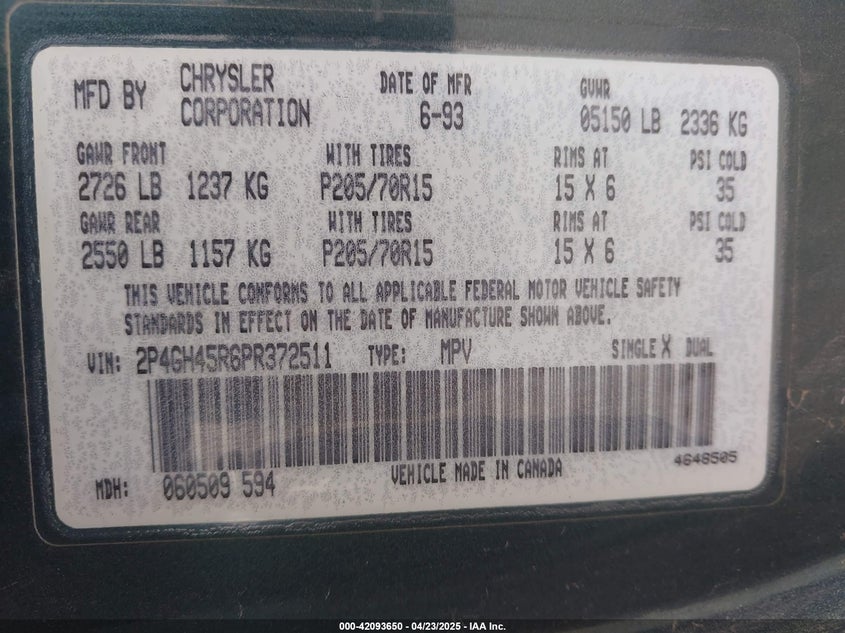 MFD BY CHRYSLER CORPORATION DATE OF MFR 6-93 GVWR 05150 LB 2336 KG
GAWR FRONT WITH TIRES RIMS AT PSI COLD
2726 LB 1237 KG P205/70R15 15 X 6 35
GAWR REAR WITH TIRES RIMS AT PSI COLD
2550 LB 1157 KG P205/70R15 15 X 6 35
THIS VEHICLE CONFORMS TO ALL APPLICABLE FEDERAL MOTOR VEHICLE SAFETY
STANDARDS IN EFFECT ON THE DATE OF MANUFACTURE SHOWN ABOVE.
VIN: 2P4GH45R6PR372511 TYPE: MPV SINGLE X DUAL
MDH: 060509 594 VEHICLE MADE IN CANADA 4648505
000-42093650 - 04/23/2025 - IAA Inc.